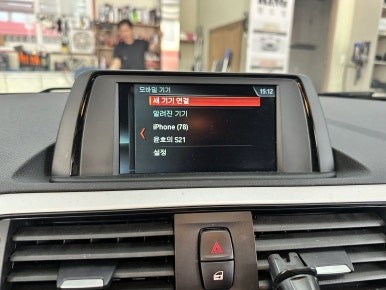 모바일 기기
15:12
새 기기 연결
알려진 기기
iPhone (78)
윤호의 S21
설정